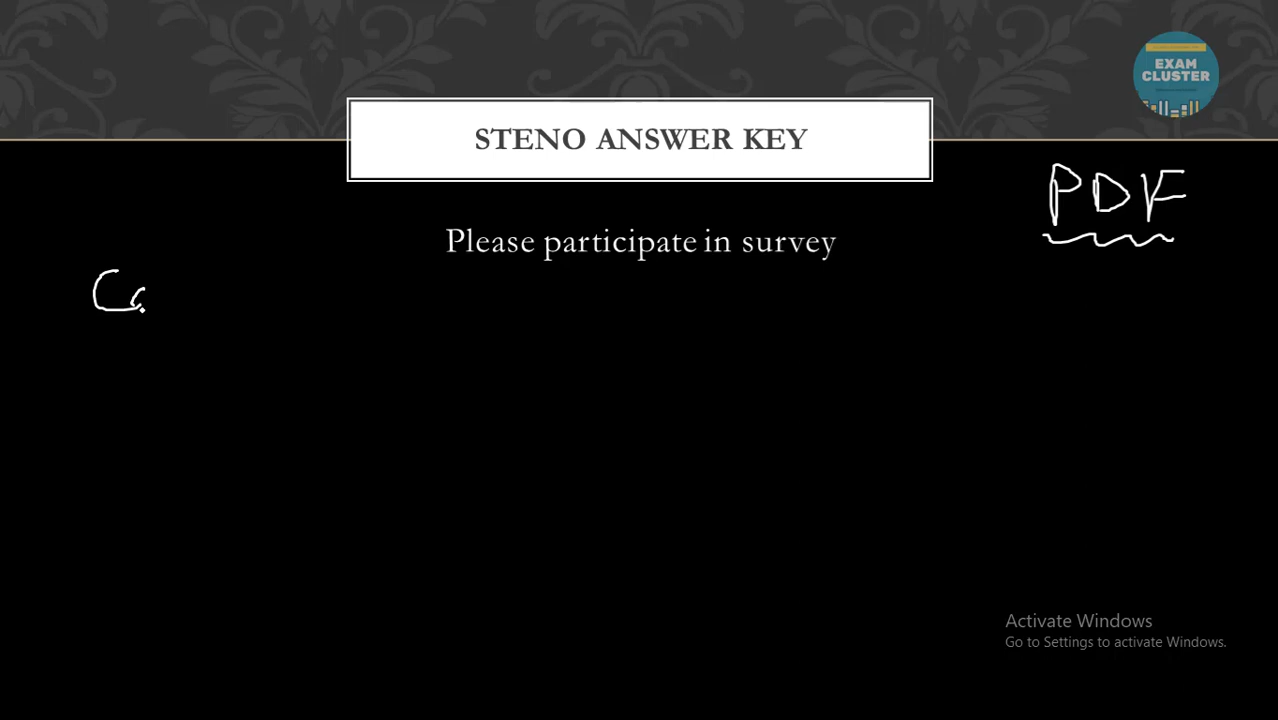 EXAM
CLUSTER
STENO ANSWER KEY
PDF
Please participate in survey
Activate Windows
Go to Settings to activate Windows.